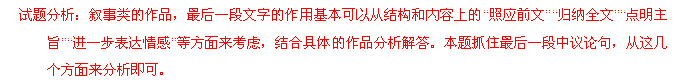 试题分析：叙事类的作品，最后一段文字的作用基本可以从结构和内容上的“照应前文”“归纳全文”“点明主
旨”“进一步表达情感”等方面来考虑，结合具体的作品分析解答。本题抓住最后一段中议论句，从这几
个方面来分析即可。